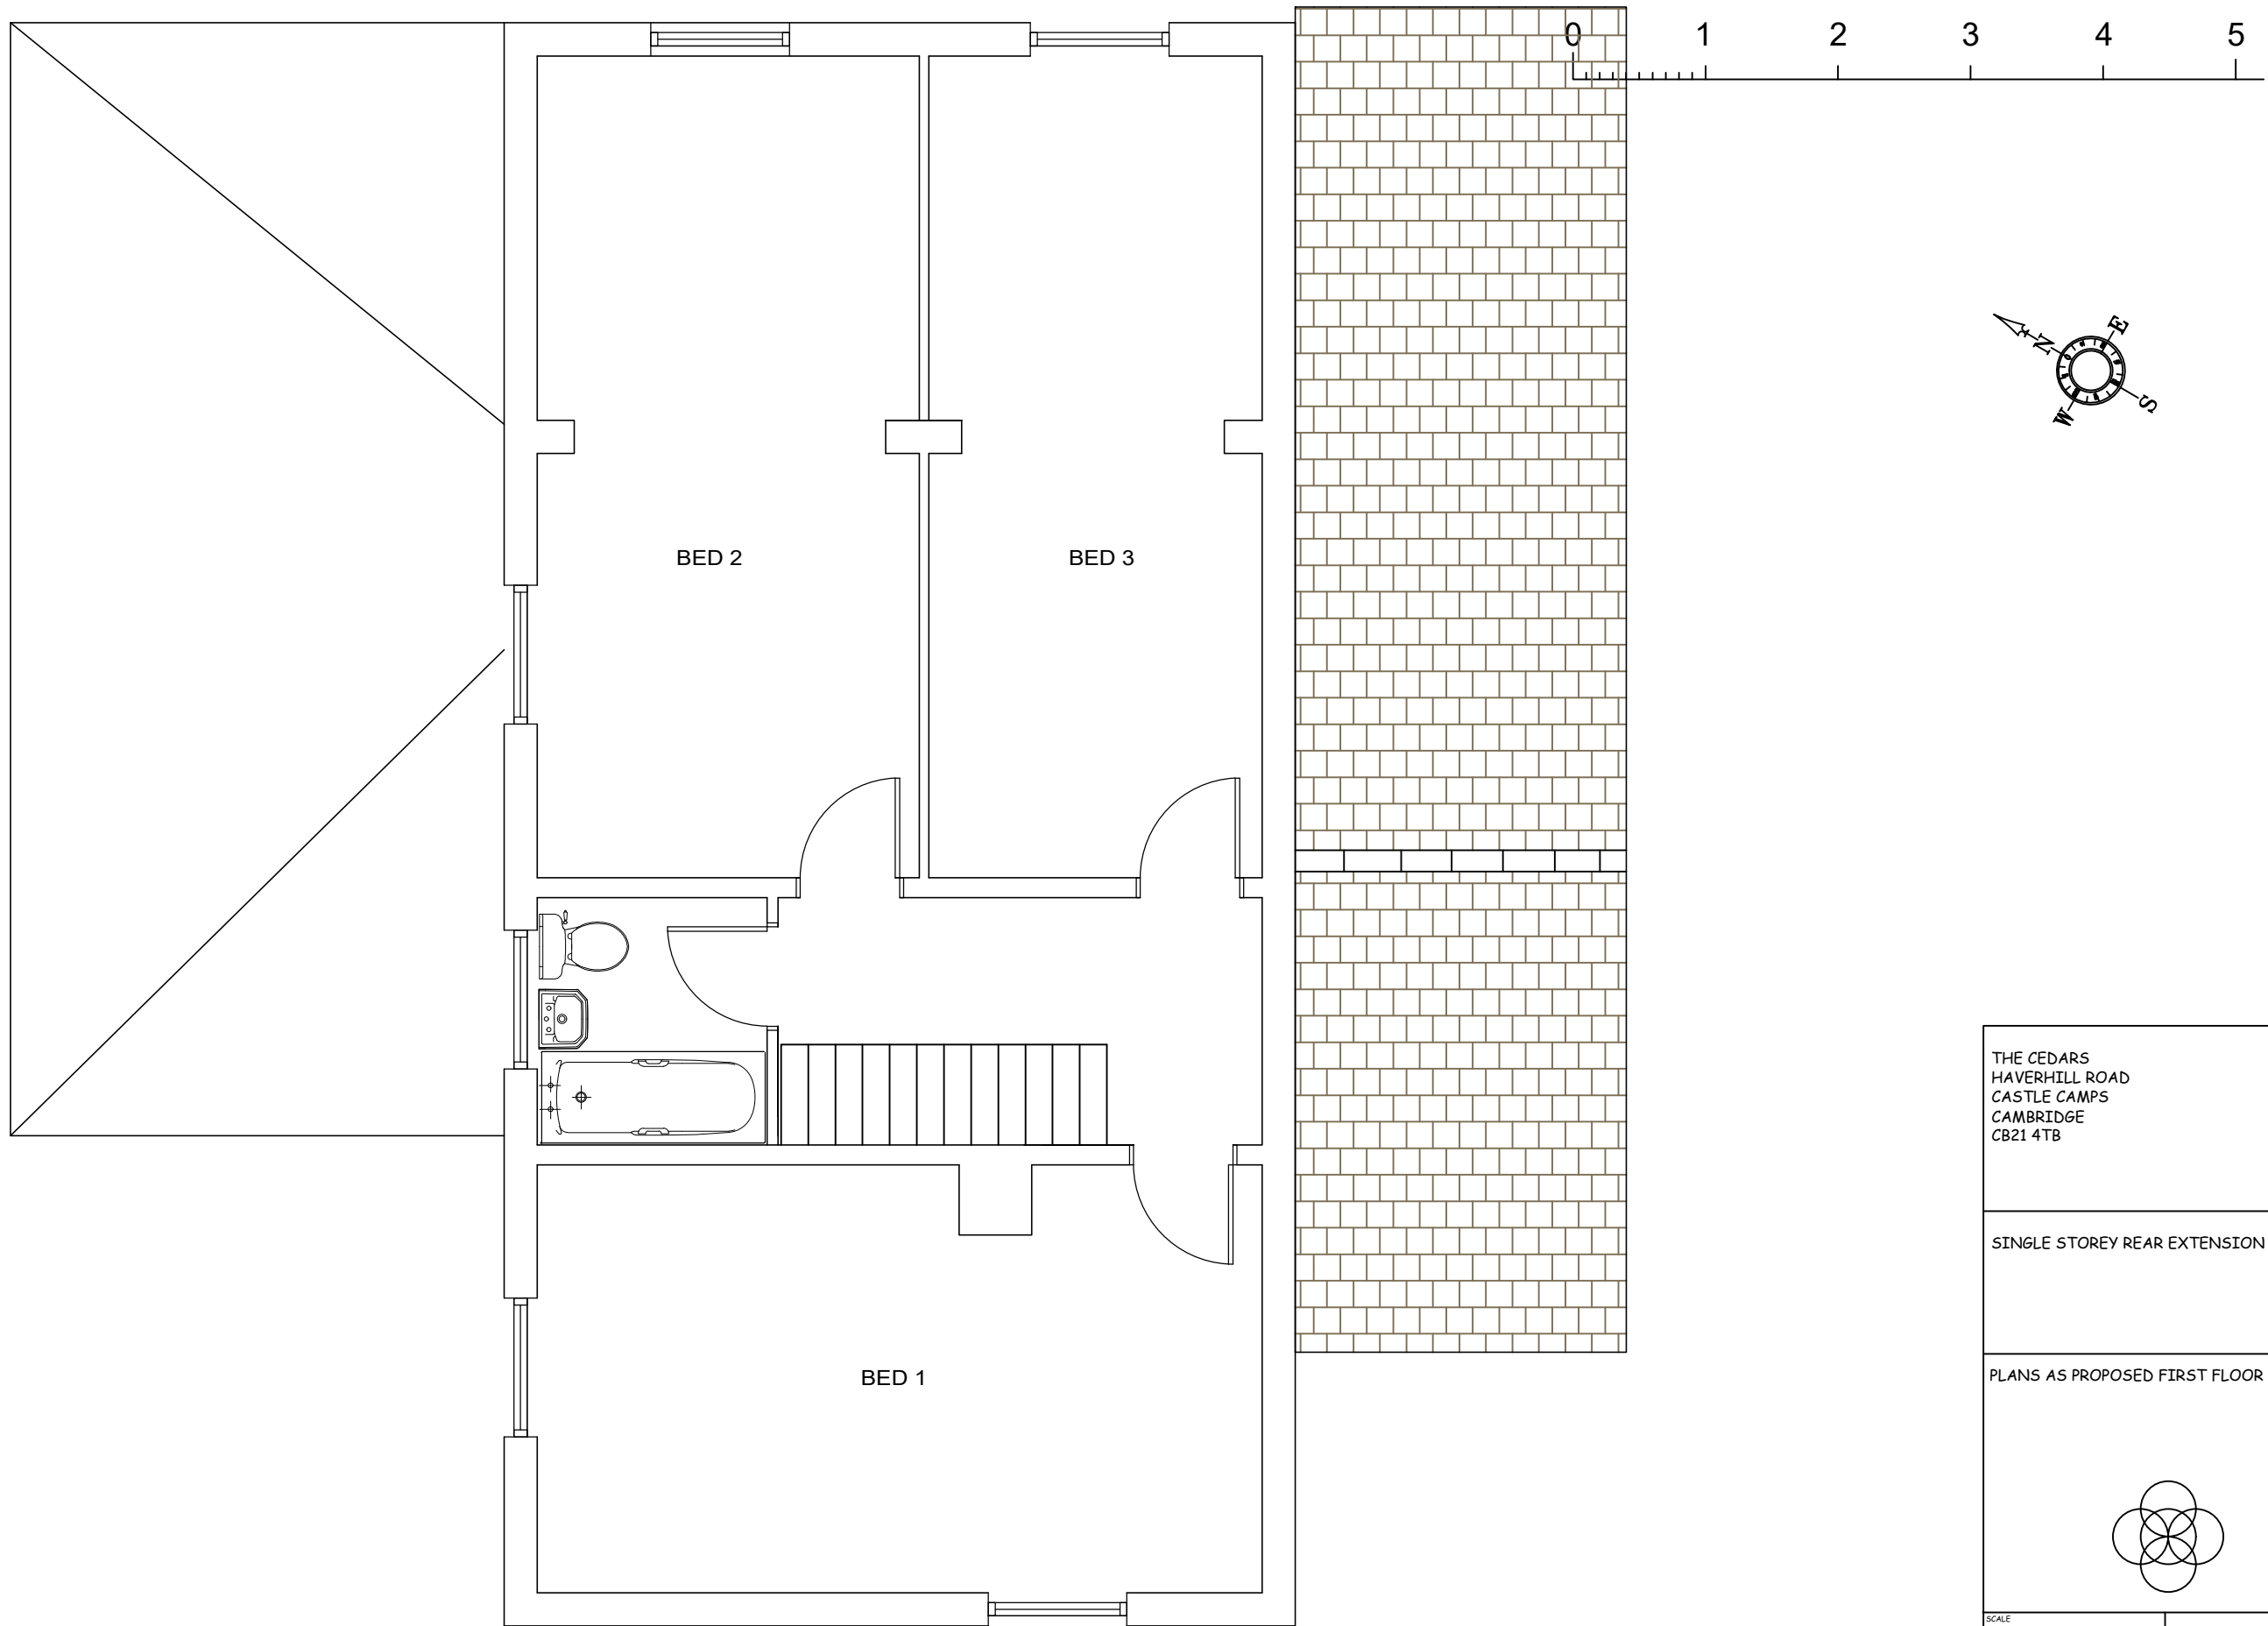 0 1 2 3 4 5
N E
W S
BED 2 BED 3
BED 1
THE CEDARS
HAVERHILL ROAD
CASTLE CAMPS
CAMBRIDGE
CB21 4TB
SINGLE STOREY REAR EXTENSION
PLANS AS PROPOSED FIRST FLOOR
SCALE